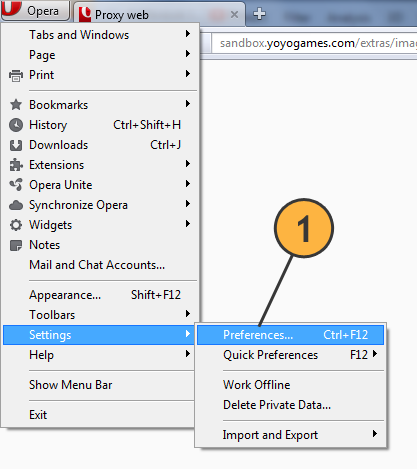 Opera
Proxy web
Tabs and Windows
Page
sandbox.yoyogames.com/extras/imag
Print
Bookmarks
History Ctrl+Shift+H
Downloads Ctrl+J
Extensions
Opera Unite
Synchronize Opera
Widgets
Notes
Mail and Chat Accounts...
Appearance... Shift+F12
Toolbars
Settings
Help
Show Menu Bar
Exit
1
Preferences... Ctrl+F12
Quick Preferences F12
Work Offline
Delete Private Data...
Import and Export